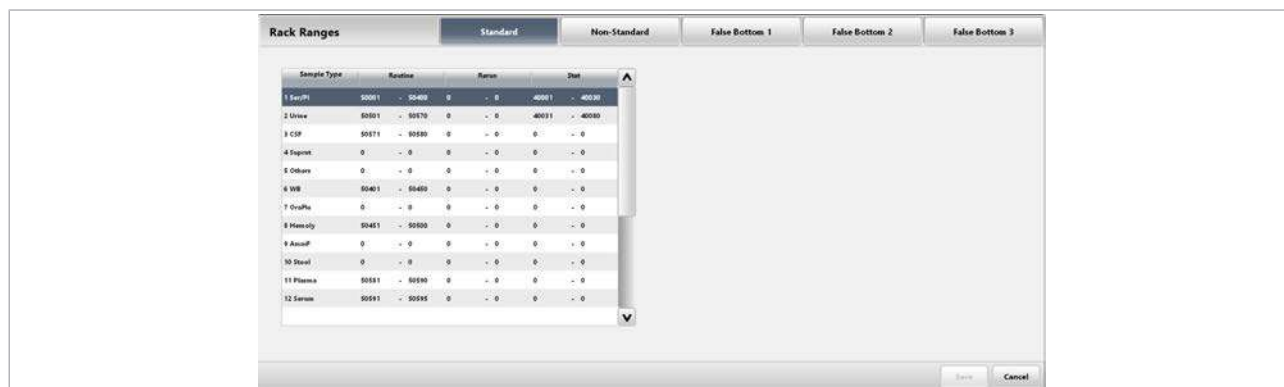 Rack Ranges Standard Non-Standard False Bottom 1 False Bottom 2 False Bottom 3
Sample Type Routine Rerun Stat
1 Ser/Pl 50001 - 50400 0 - 0 40001 - 40030
2 Urine 50501 - 50570 0 - 0 40031 - 40080
3 CSF 50571 - 50580 0 - 0 0 - 0
4 Suprnt 0 - 0 0 - 0 0 - 0
5 Others 0 - 0 0 - 0 0 - 0
6 WB 50401 - 50450 0 - 0 0 - 0
7 OraFlu 0 - 0 0 - 0 0 - 0
8 Hemoly 50451 - 50500 0 - 0 0 - 0
9 AmniF 0 - 0 0 - 0 0 - 0
10 Stool 0 - 0 0 - 0 0 - 0
11 Plasma 50581 - 50590 0 - 0 0 - 0
12 Serum 50591 - 50595 0 - 0 0 - 0
Save Cancel